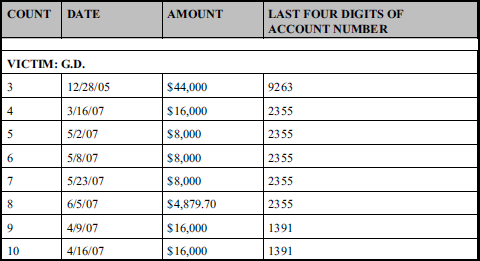 COUNT DATE AMOUNT LAST FOUR DIGITS OF
ACCOUNT NUMBER
VICTIM: G.D.
3 12/28/05 $44,000 9263
4 3/16/07 $16,000 2355
5 5/2/07 $8,000 2355
6 5/8/07 $8,000 2355
7 5/23/07 $8,000 2355
8 6/5/07 $4,879.70 2355
9 4/9/07 $16,000 1391
10 4/16/07 $16,000 1391